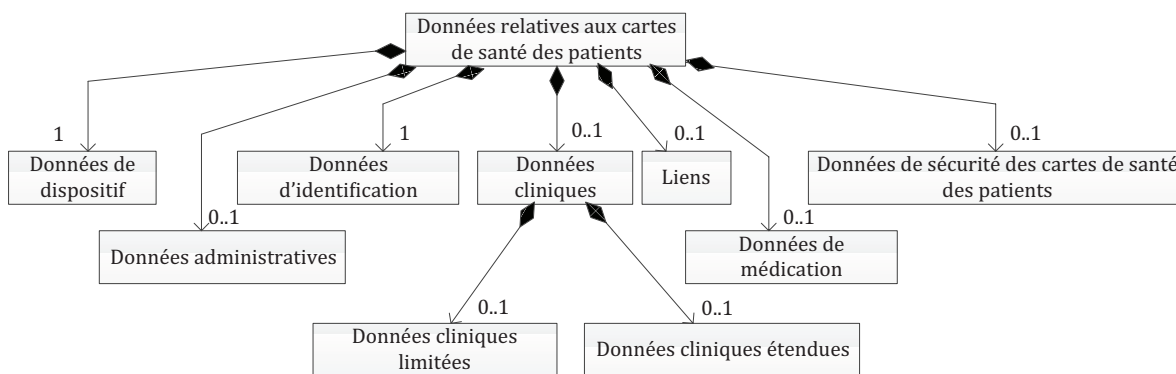 Données relatives aux cartes
de santé des patients
1
1
0..1
0..1
0..1
Données de
dispositif
Données
d’identification
Données
cliniques
Liens
Données de sécurité des cartes de santé
des patients
0..1
0..1
Données administratives
Données de
médication
0..1
0..1
Données cliniques
limitées
Données cliniques étendues